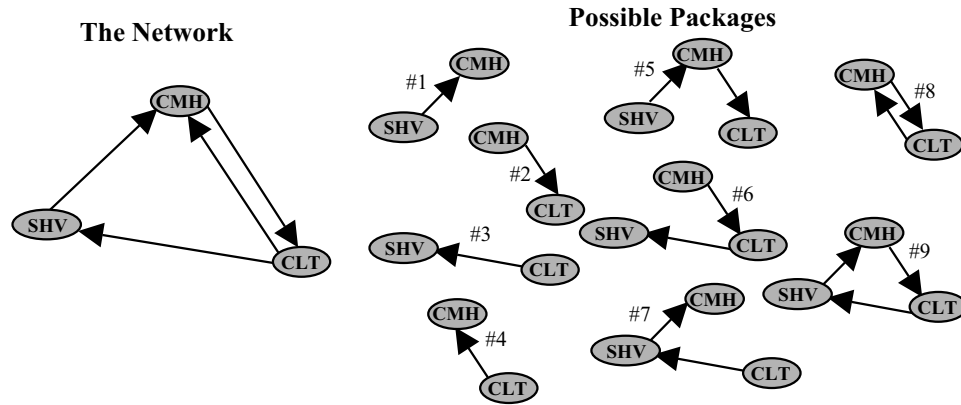 The Network
CMH
SHV
CLT
Possible Packages
#1
CMH
SHV
#5
CMH
SHV
CLT
CMH
#8
CLT
CMH
#2
CLT
CMH
#6
SHV
CLT
SHV
#3
CLT
CMH
#9
SHV
CLT
CMH
#4
CLT
#7
CMH
SHV
CLT